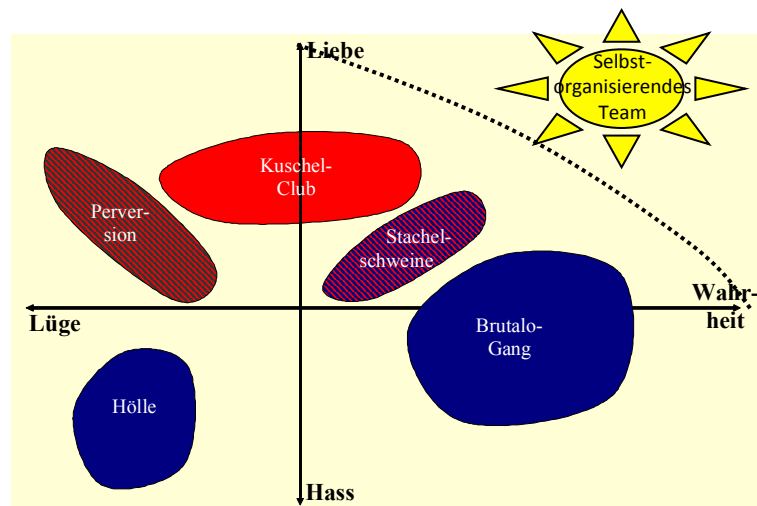 Liebe
Selbst-
organisierendes
Team
Kuschel-
Club
Perver-
sion
Stachel-
schweine
Wahr-
heit
Lüge
Brutalo-
Gang
Hölle
Hass